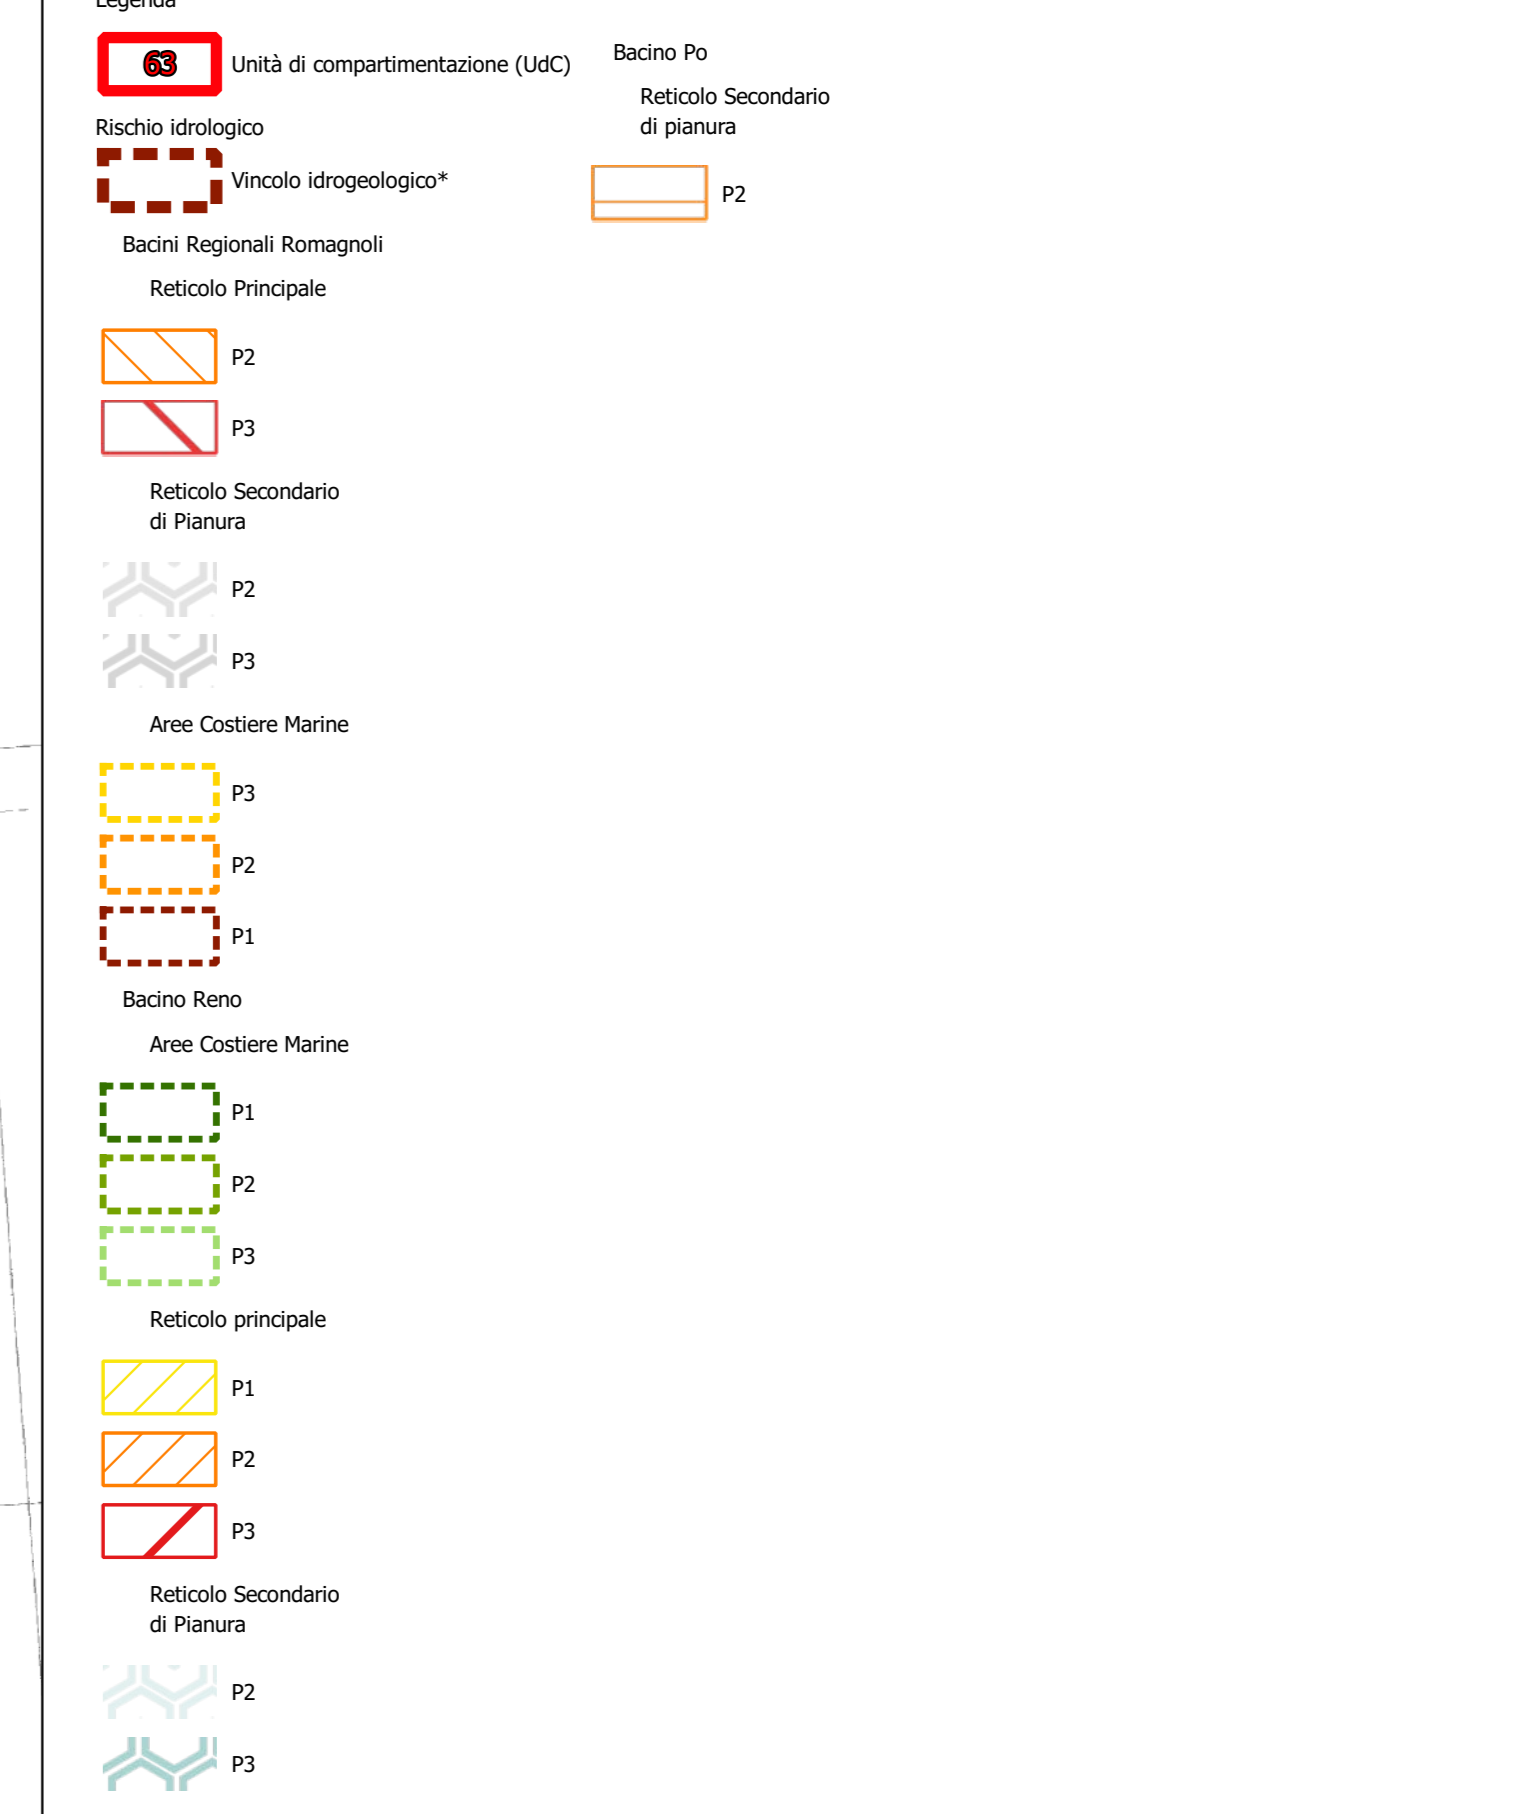 Legenda
63
Unità di compartimentazione (UdC)
Rischio idrologico
Vincolo idrogeologico*
Bacini Regionali Romagnoli
Reticolo Principale
P2
P3
Reticolo Secondario
di Pianura
P2
P3
Aree Costiere Marine
P3
P2
P1
Bacino Reno
Aree Costiere Marine
P1
P2
P3
Reticolo principale
P1
P2
P3
Reticolo Secondario
di Pianura
P2
P3
Bacino Po
Reticolo Secondario
di pianura
P2